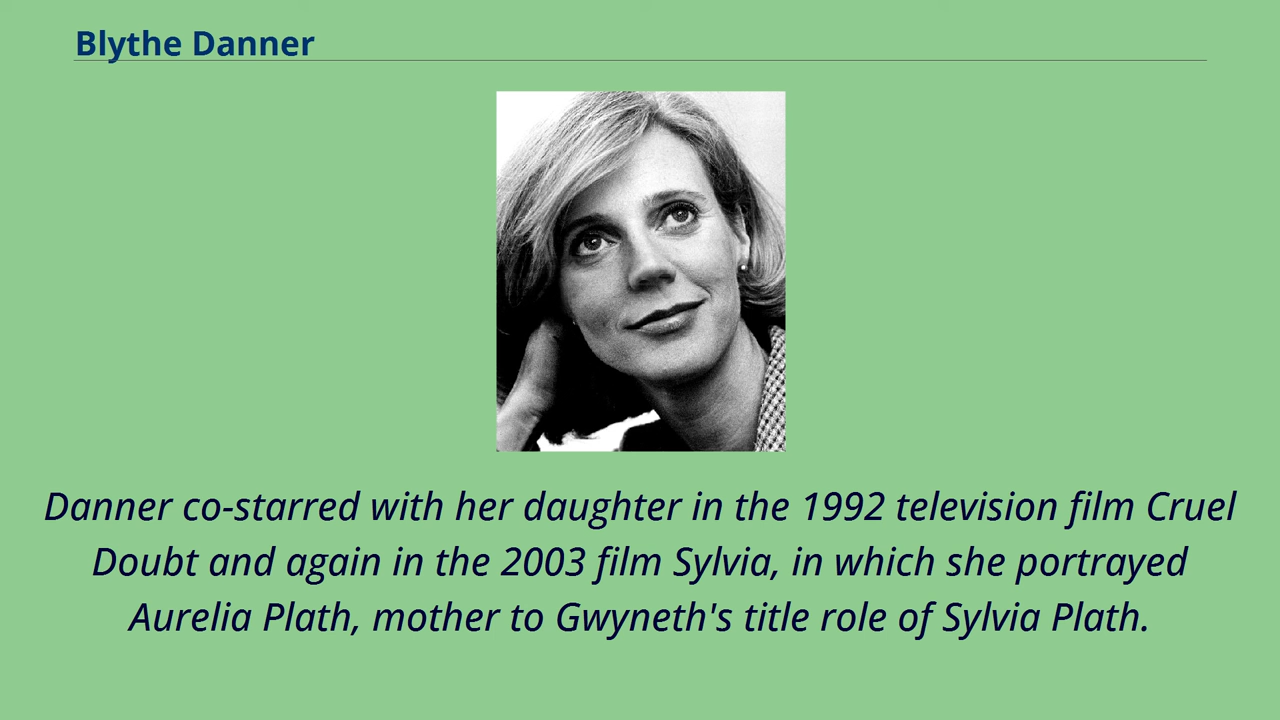 Blythe Danner
Danner co-starred with her daughter in the 1992 television film Cruel
Doubt and again in the 2003 film Sylvia, in which she portrayed
Aurelia Plath, mother to Gwyneth's title role of Sylvia Plath.